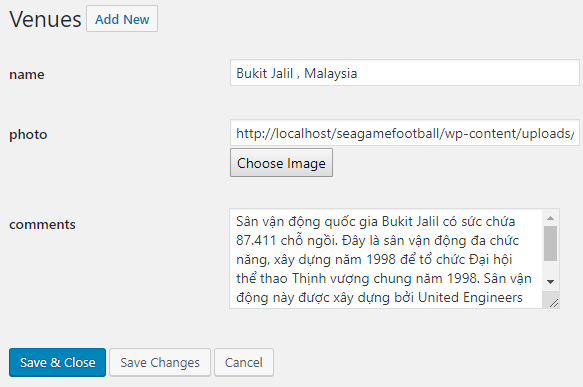 Venues Add New
name Bukit Jalil , Malaysia
photo http://localhost/seagamefootball/wp-content/uploads/
Choose Image
comments Sân vận động quốc gia Bukit Jalil có sức chứa
87.411 chỗ ngồi. Đây là sân vận động đa chức
năng, xây dựng năm 1998 để tổ chức Đại hội
thể thao Thịnh vượng chung năm 1998. Sân vận
động này được xây dựng bởi United Engineers
Save & Close Save Changes Cancel